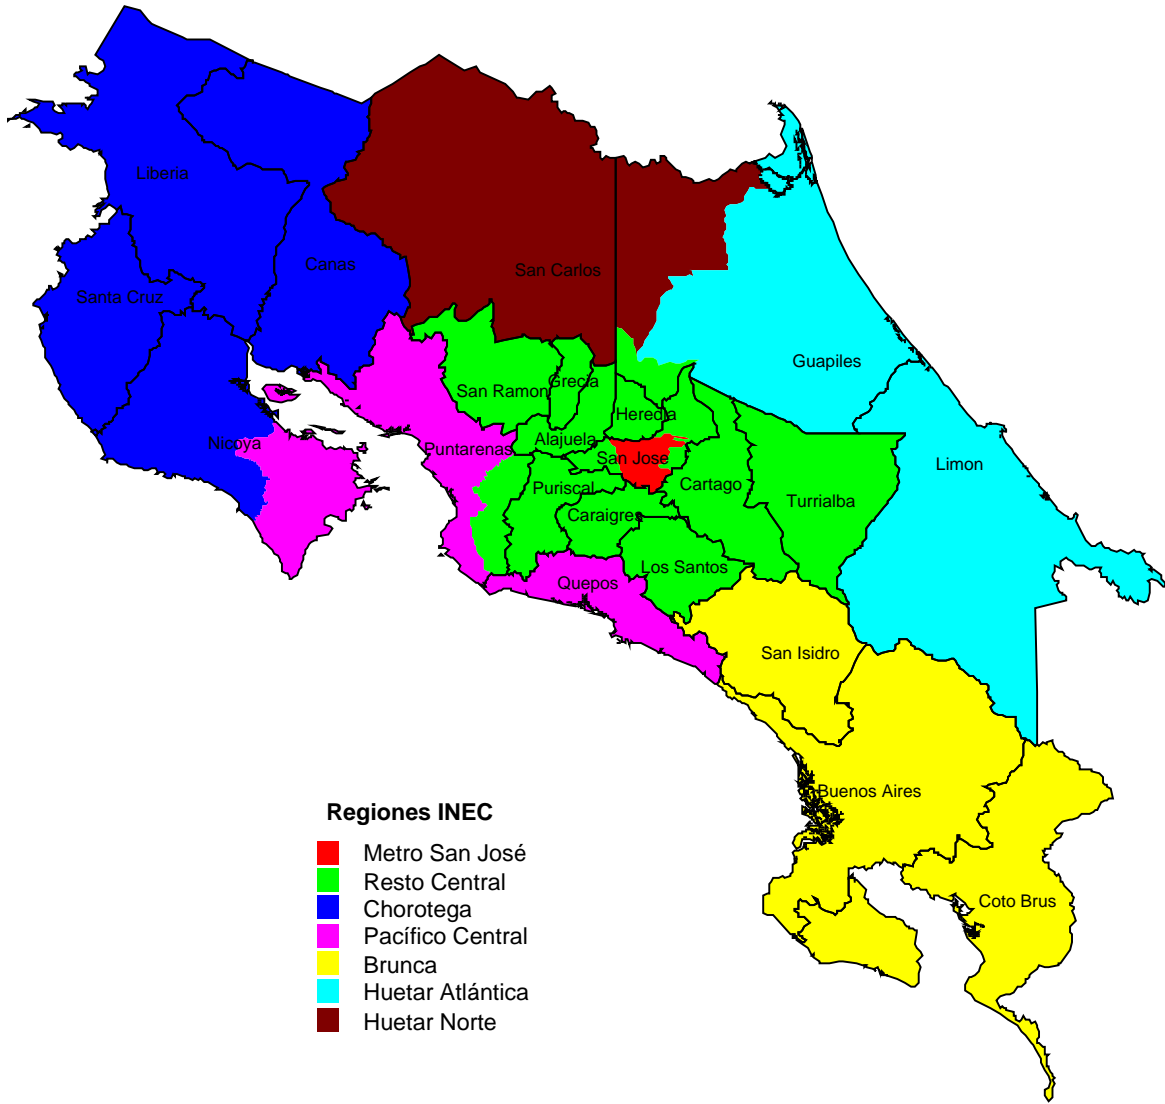 Liberia
Canas
San Carlos
Santa Cruz
Guapiles
San Ramon
Grecia
Heredia
Nicoya
Puntarenas
Alajuela
San Jose
Limon
Puriscal
Cartago
Turrialba
Caraigres
Los Santos
Quepos
San Isidro
Buenos Aires
Coto Brus
Regiones INEC
Metro San José
Resto Central
Chorotega
Pacífico Central
Brunca
Huetar Atlántica
Huetar Norte